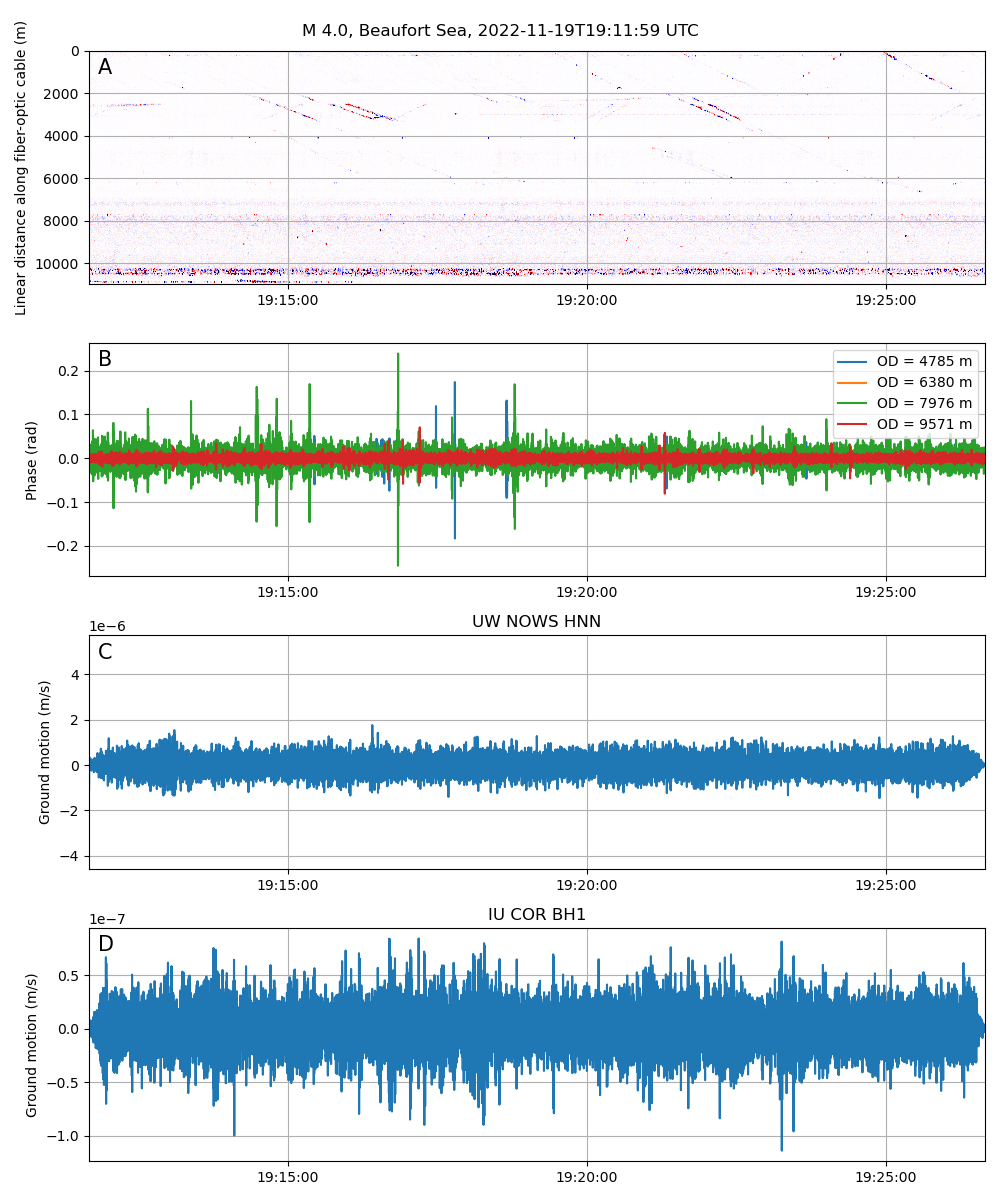 M 4.0, Beaufort Sea, 2022-11-19T19:11:59 UTC
Linear distance along fiber-optic cable (m)
A
0
2000
4000
6000
8000
10000
19:15:00 19:20:00 19:25:00
Phase (rad)
B
0.2
0.1
0.0
−0.1
−0.2
OD = 4785 m
OD = 6380 m
OD = 7976 m
OD = 9571 m
19:15:00 19:20:00 19:25:00
UW NOWS HNN
1e−6
Ground motion (m/s)
C
4
2
0
−2
−4
19:15:00 19:20:00 19:25:00
IU COR BH1
1e−7
Ground motion (m/s)
D
0.5
0.0
−0.5
−1.0
19:15:00 19:20:00 19:25:00